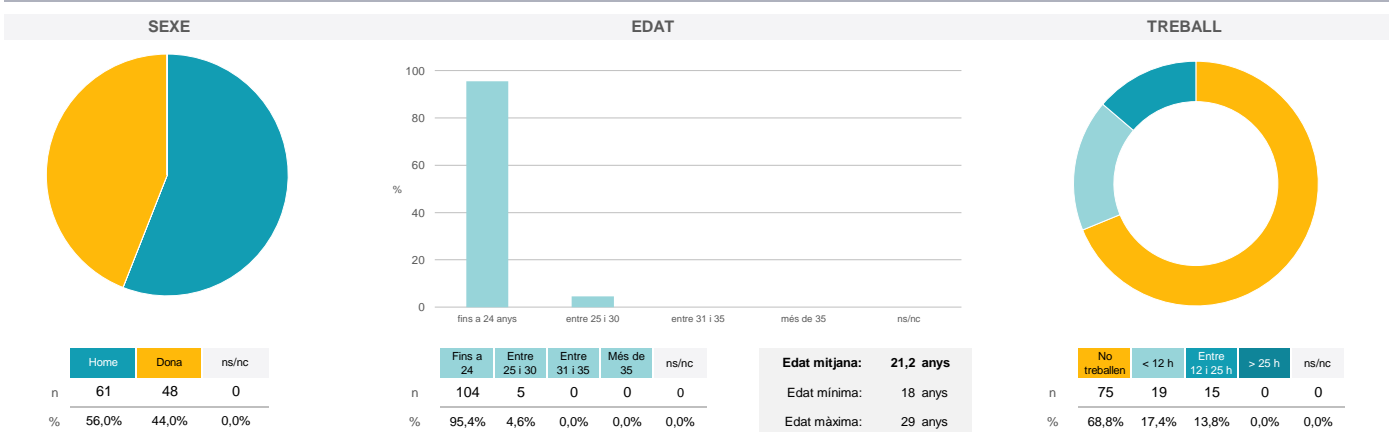 SEXE
EDAT
TREBALL
100
80
60
%
40
20
0
fins a 24 anys
entre 25 i 30
entre 31 i 35
més de 35
ns/nc
Home Dona ns/nc
n 61 48 0
% 56,0% 44,0% 0,0%
Fins a Entre Entre Més de
24 25 i 30 31 i 35 35 ns/nc
n 104 5 0 0 0
% 95,4% 4,6% 0,0% 0,0% 0,0%
Edat mitjana: 21,2 anys
Edat mínima: 18 anys
Edat màxima: 29 anys
No Entre
treballen < 12 h 12 i 25 h > 25 h ns/nc
n 75 19 15 0 0
% 68,8% 17,4% 13,8% 0,0% 0,0%